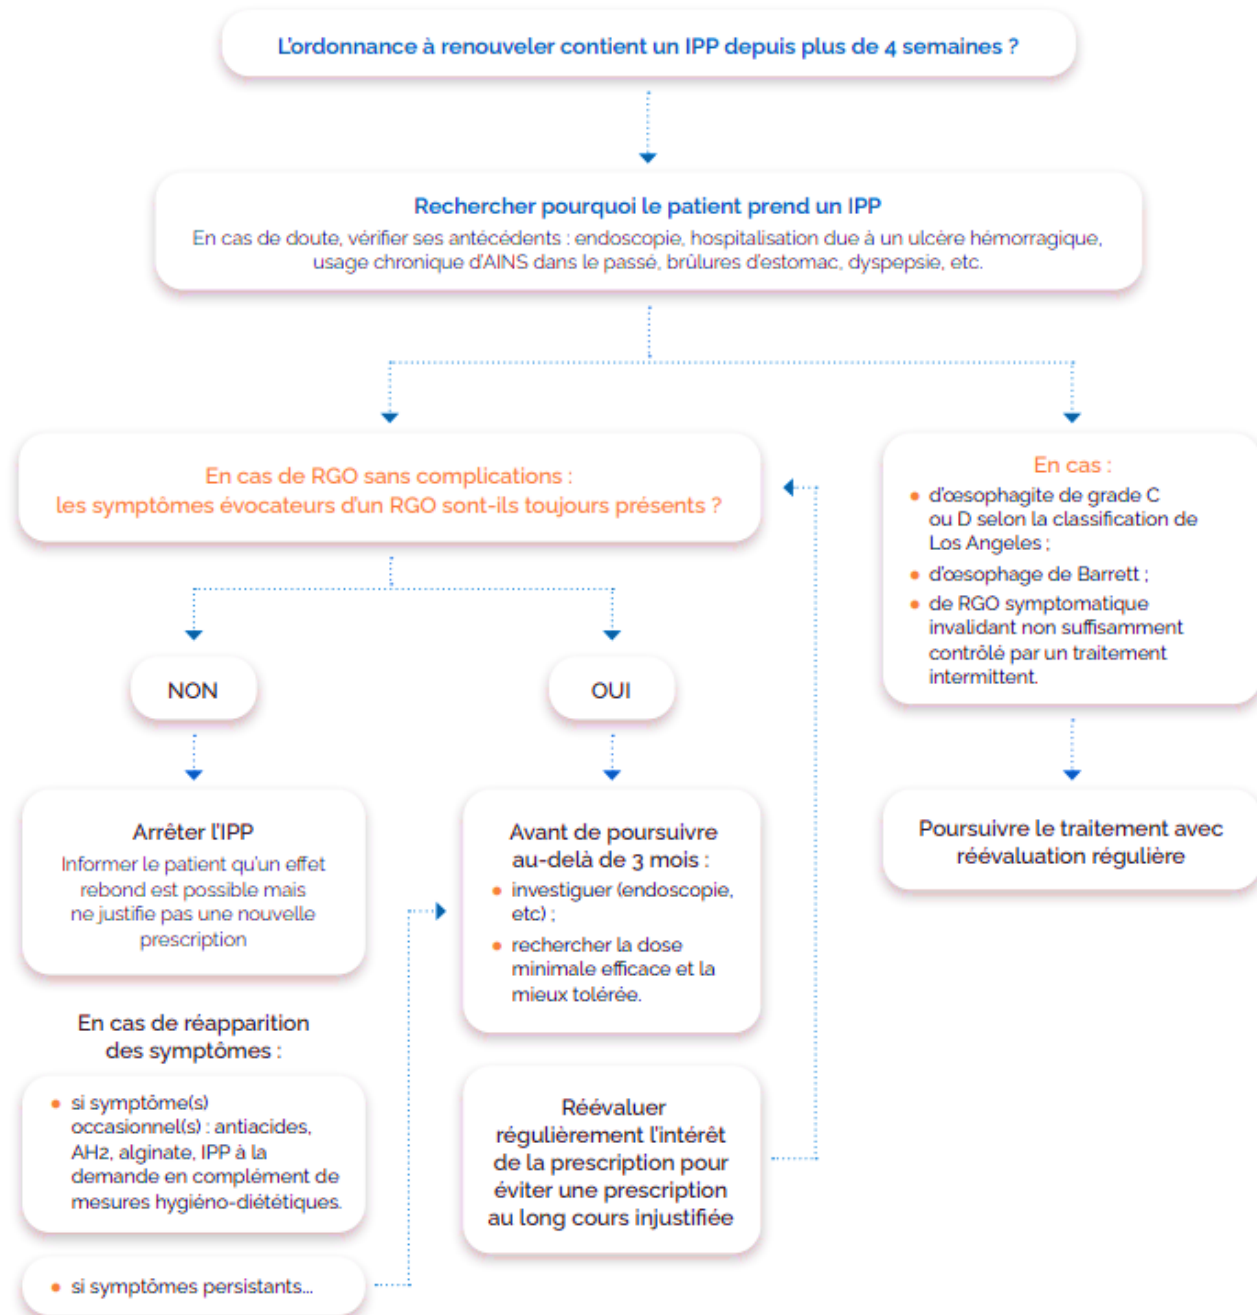 L'ordonnance à renouveler contient un IPP depuis plus de 4 semaines ?
Rechercher pourquoi le patient prend un IPP
En cas de doute, vérifier ses antécédents : endoscopie, hospitalisation due à un ulcère hémorragique,
usage chronique d'AINS dans le passé, brûlures d'estomac, dyspepsie, etc.
En cas de RGO sans complications :
les symptômes évocateurs d'un RGO sont-ils toujours présents ?
NON
Arrêter l'IPP
Informer le patient qu'un effet
rebond est possible mais
ne justifie pas une nouvelle
prescription
En cas de réapparition
des symptômes :
• si symptôme(s)
occasionnel(s) : antiacides,
AH2, alginate, IPP à la
demande en complément de
mesures hygiéno-diététiques.
• si symptômes persistants...
OUI
Avant de poursuivre
au-delà de 3 mois :
• investiguer (endoscopie,
etc) ;
• rechercher la dose
minimale efficace et la
mieux tolérée.
Réévaluer
régulièrement l'intérêt
de la prescription pour
éviter une prescription
au long cours injustifiée
En cas :
• d'œsophagite de grade C
ou D selon la classification de
Los Angeles ;
• d'œsophage de Barrett ;
• de RGO symptomatique
invalidant non suffisamment
contrôlé par un traitement
intermittent.
Poursuivre le traitement avec
réévaluation régulière